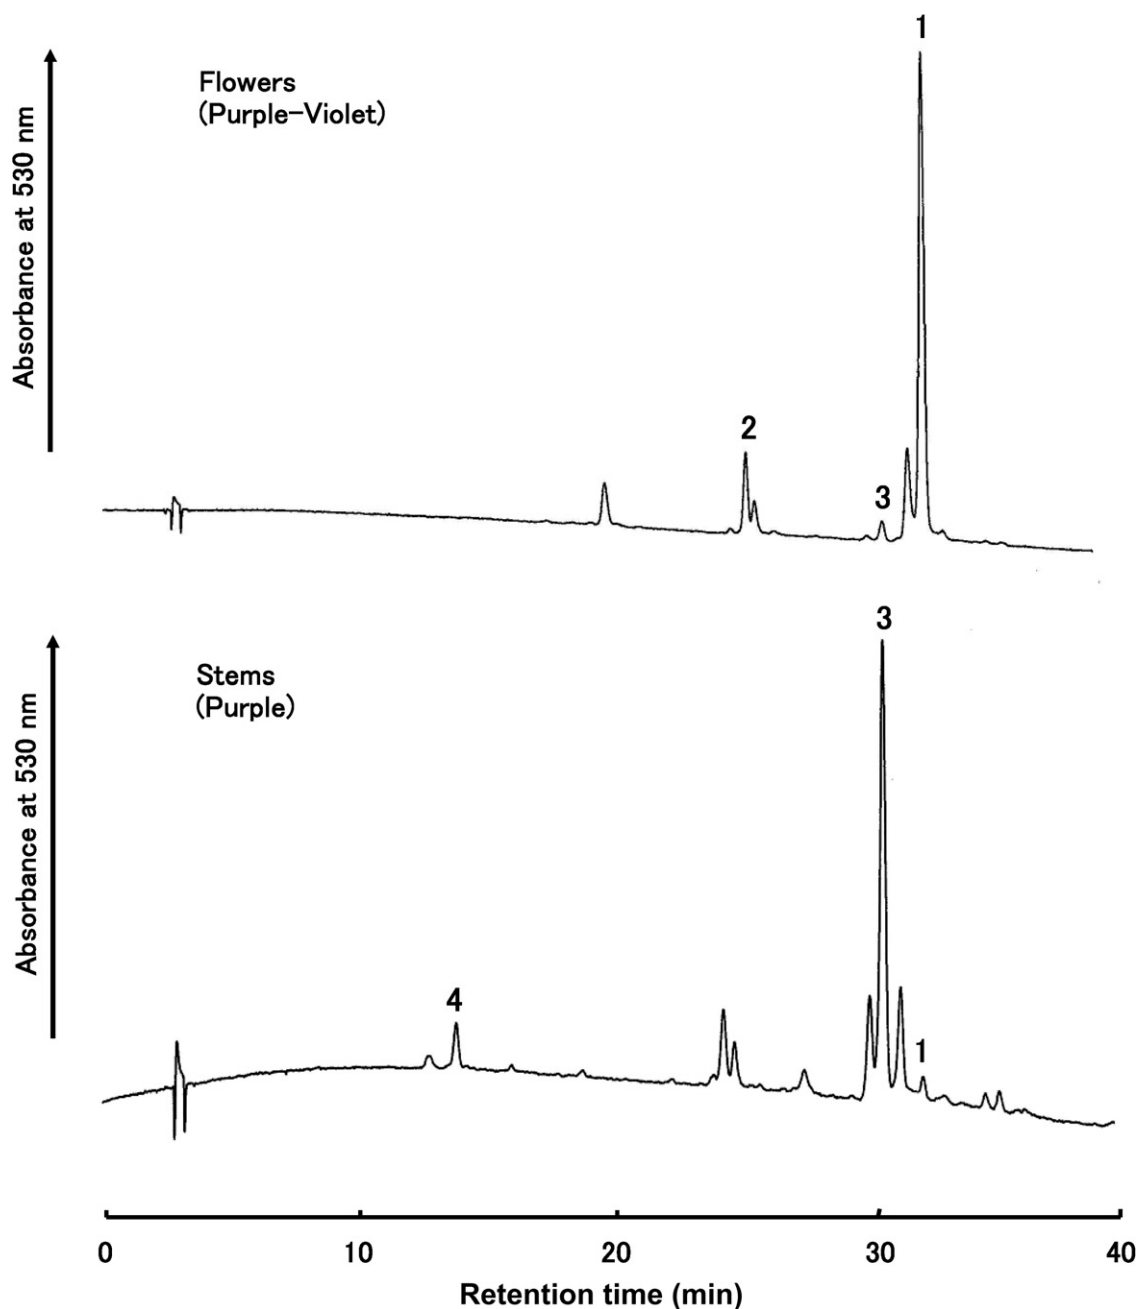 1
Flowers
(Purple-Violet)
Absorbance at 530 nm
2
3
3
Stems
(Purple)
Absorbance at 530 nm
4
1
0 10 20 30 40
Retention time (min)